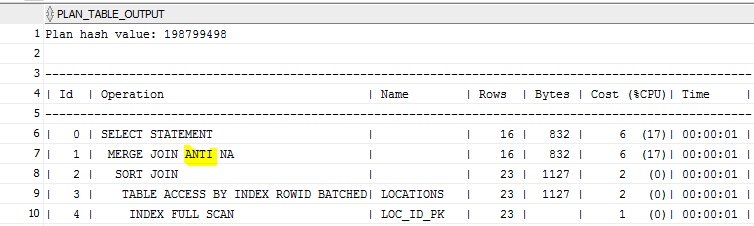 PLAN_TABLE_OUTPUT
1 Plan hash value: 198799498
2
3 --------------------------------------------------------------------------------------------------
4 | Id | Operation | Name | Rows | Bytes | Cost (%CPU)| Time |
5 --------------------------------------------------------------------------------------------------
6 | 0 | SELECT STATEMENT | | 16 | 832 | 6 (17)| 00:00:01 |
7 | 1 | MERGE JOIN ANTI NA | | 16 | 832 | 6 (17)| 00:00:01 |
8 | 2 | SORT JOIN | | 23 | 1127 | 2 (0)| 00:00:01 |
9 | 3 | TABLE ACCESS BY INDEX ROWID BATCHED| LOCATIONS | 23 | 1127 | 2 (0)| 00:00:01 |
10 | 4 | INDEX FULL SCAN | LOC_ID_PK | 23 | | 1 (0)| 00:00:01 |